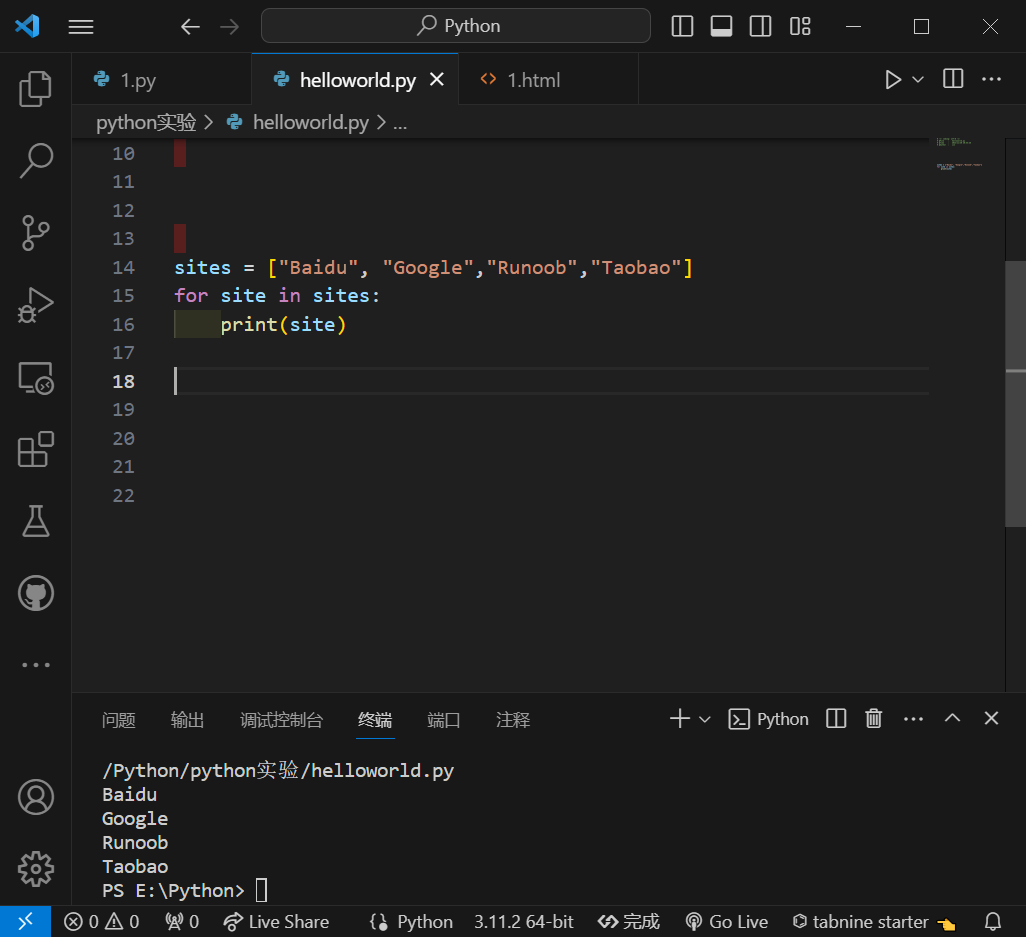 Python
1.py
helloworld.py
1.html
python实验 > helloworld.py > ...
10
11
12
13
14 sites = ["Baidu", "Google","Runoob","Taobao"]
15 for site in sites:
16 print(site)
17
18
19
20
21
22
问题 输出 调试控制台 终端 端口 注释 Python
/Python/python实验/helloworld.py
Baidu
Google
Runoob
Taobao
PS E:\Python>
0 0 0 Live Share Python 3.11.2 64-bit 完成 Go Live tabnine starter